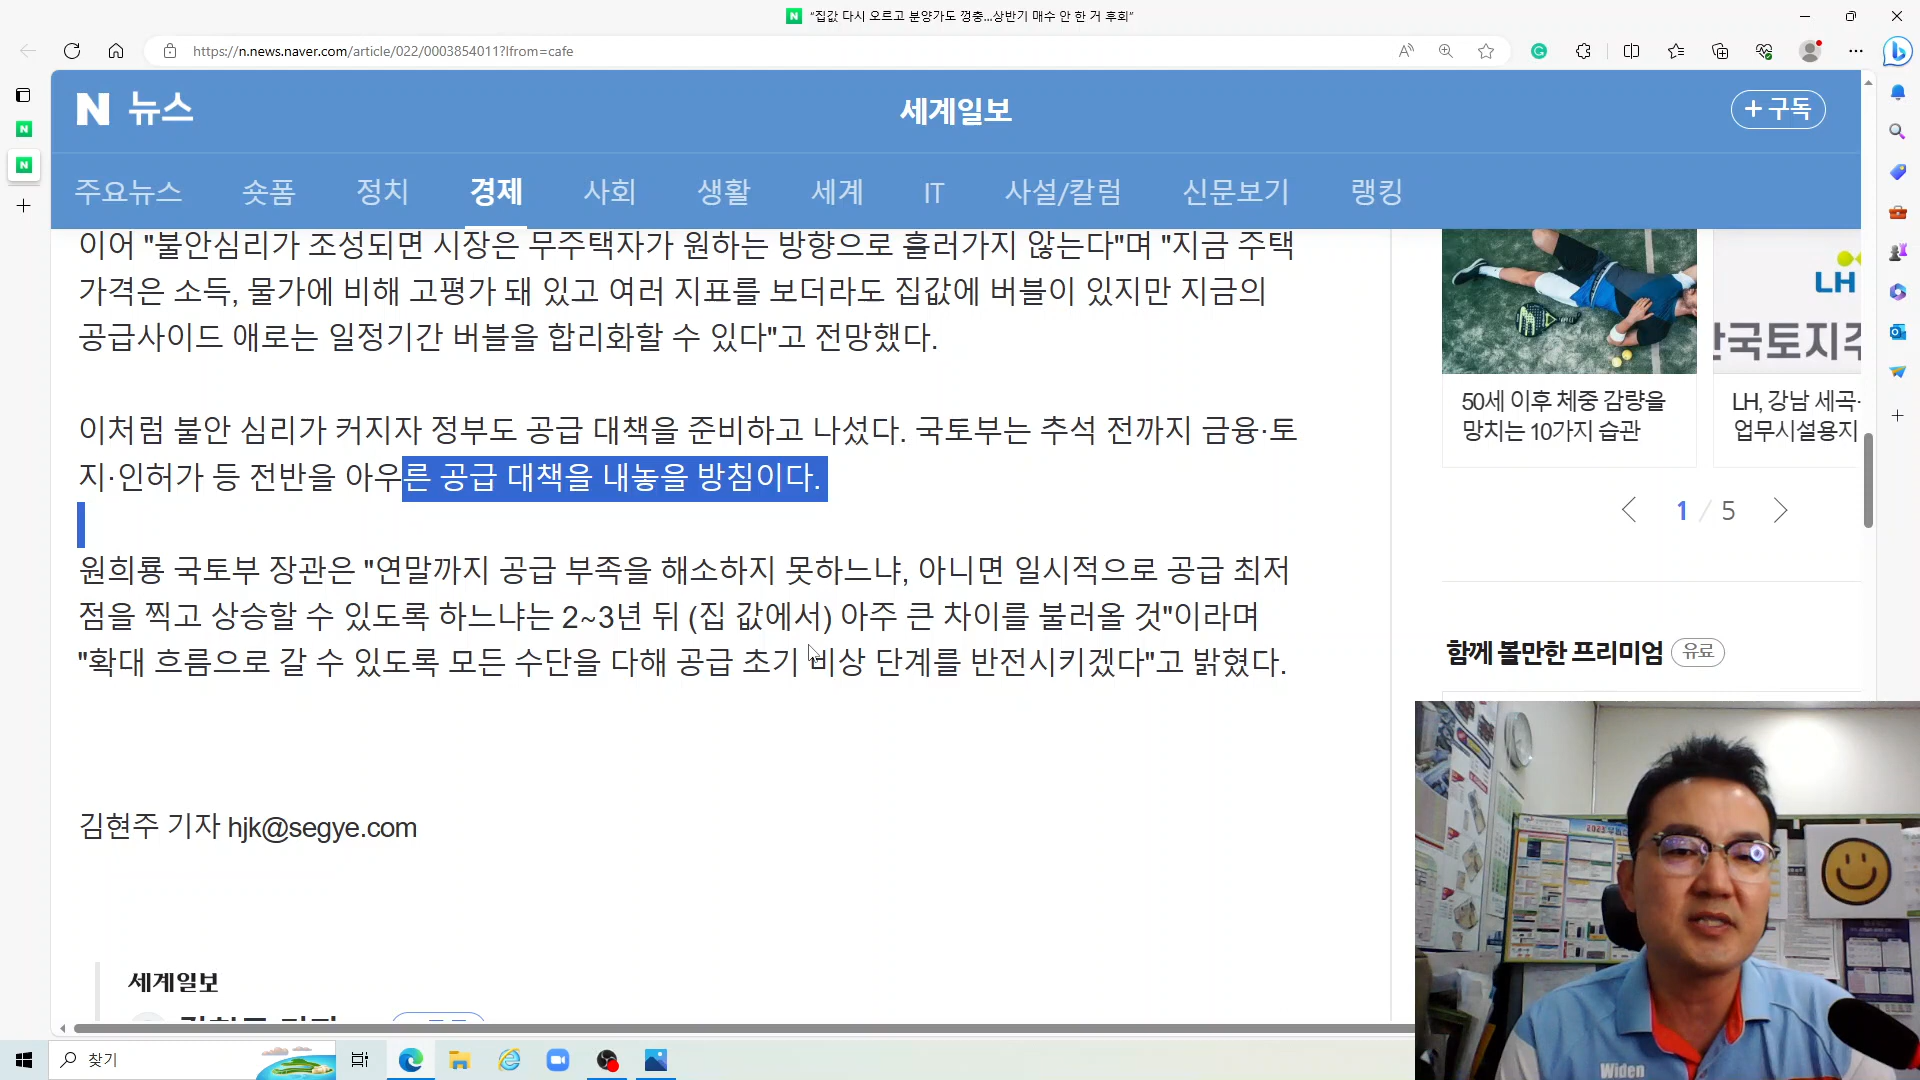 "집값 다시 오르고 분양가도 껑충...상반기 매수 안 한 거 후회"
https://n.news.naver.com/article/022/0003854011?lfrom=cafe
N 뉴스
세계일보
+ 구독
주요뉴스 숏폼 정치 경제 사회 생활 세계 IT 사설/칼럼 신문보기 랭킹
이어 "불안심리가 조성되면 시장은 무주택자가 원하는 방향으로 흘러가지 않는다"며 "지금 주택
가격은 소득, 물가에 비해 고평가 돼 있고 여러 지표를 보더라도 집값에 버블이 있지만 지금의
공급사이드 애로는 일정기간 버블을 합리화할 수 있다"고 전망했다.
이처럼 불안 심리가 커지자 정부도 공급 대책을 준비하고 나섰다. 국토부는 추석 전까지 금융·토
지·인허가 등 전반을 아우른 공급 대책을 내놓을 방침이다.
원희룡 국토부 장관은 "연말까지 공급 부족을 해소하지 못하느냐, 아니면 일시적으로 공급 최저
점을 찍고 상승할 수 있도록 하느냐는 2~3년 뒤 (집 값에서) 아주 큰 차이를 불러올 것"이라며
"확대 흐름으로 갈 수 있도록 모든 수단을 다해 공급 초기 비상 단계를 반전시키겠다"고 밝혔다.
김현주 기자 hjk@segye.com
세계일보
LH
한국토지주
50세 이후 체중 감량을
망치는 10가지 습관
LH, 강남 세곡
업무시설용지
1 / 5
함께 볼만한 프리미엄 유료
Widen
찾기